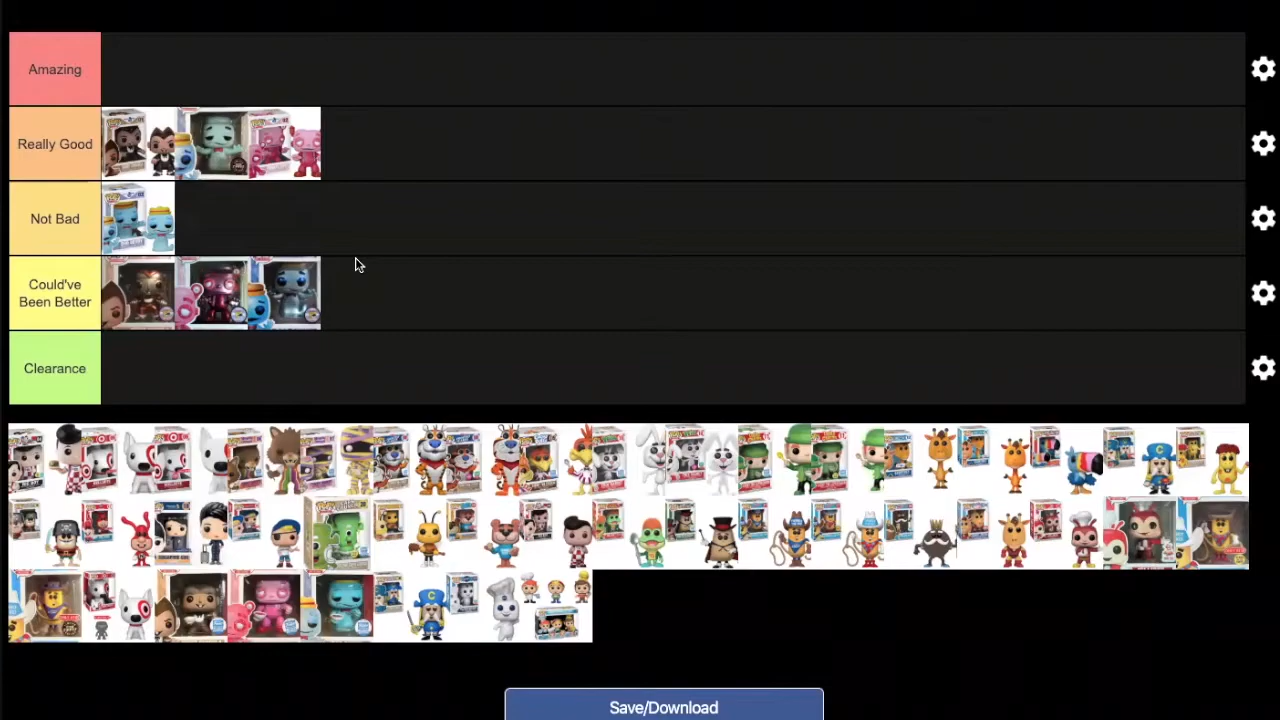 Amazing
Really Good
Not Bad
Could've
Been Better
Clearance
Save/Download